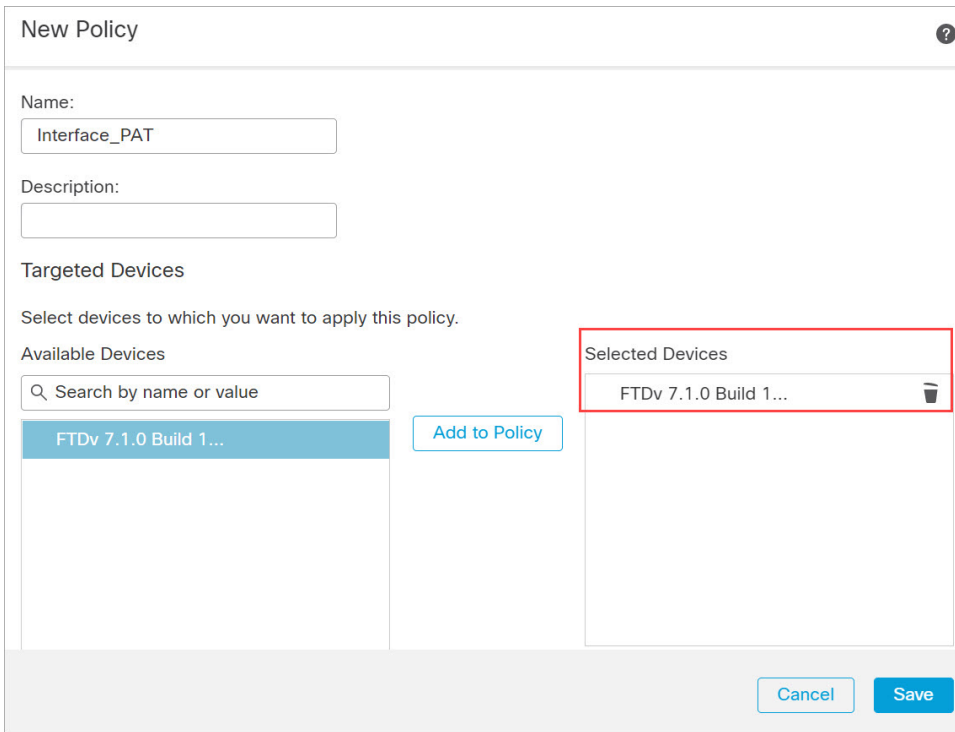 New Policy
?
Name:
Interface_PAT
Description:
Targeted Devices
Select devices to which you want to apply this policy.
Available Devices
Search by name or value
FTDv 7.1.0 Build 1...
Add to Policy
Selected Devices
FTDv 7.1.0 Build 1...
Cancel
Save